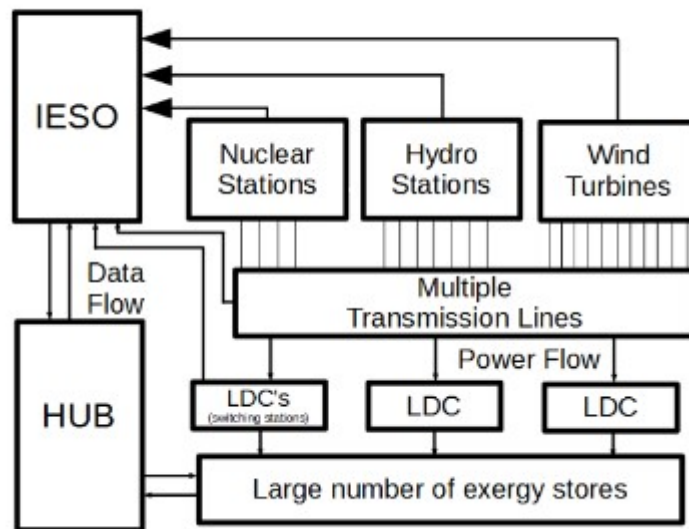 IESO
Nuclear
Stations
Hydro
Stations
Wind
Turbines
Data
Flow
Multiple
Transmission Lines
Power Flow
HUB
LDC's
(switching stations)
LDC
LDC
Large number of exergy stores